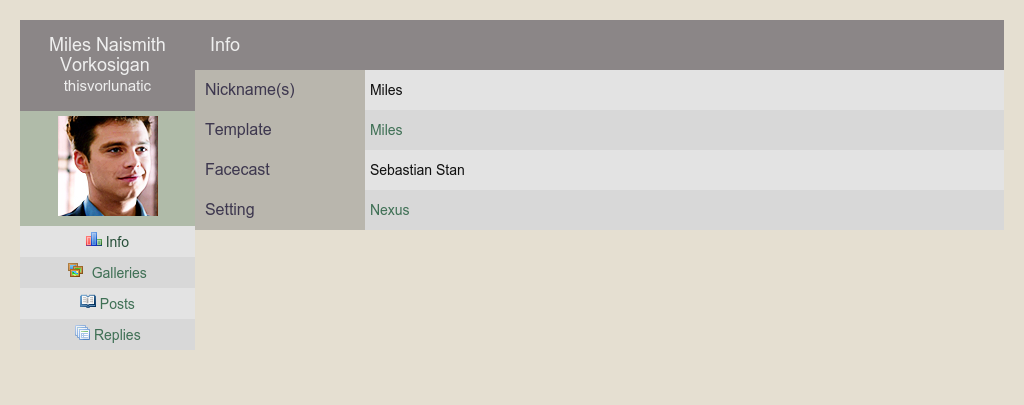 Miles Naismith
Vorkosigan
thisvorlunatic
Info
Galleries
Posts
Replies
Info
Nickname(s) Miles
Template Miles
Facecast Sebastian Stan
Setting Nexus